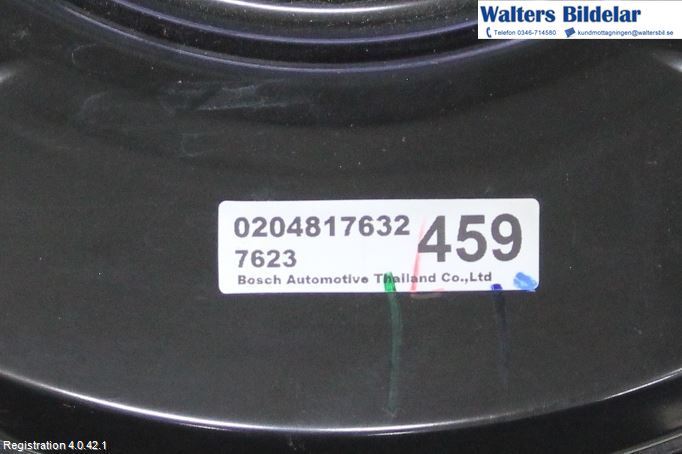 Walters Bildelar
Telefon 0346-714580 kundmottagningen@waltersbil.se
0204817632
459
7623
Bosch Automotive Thailand Co.,Ltd
Registration 4.0.42.1